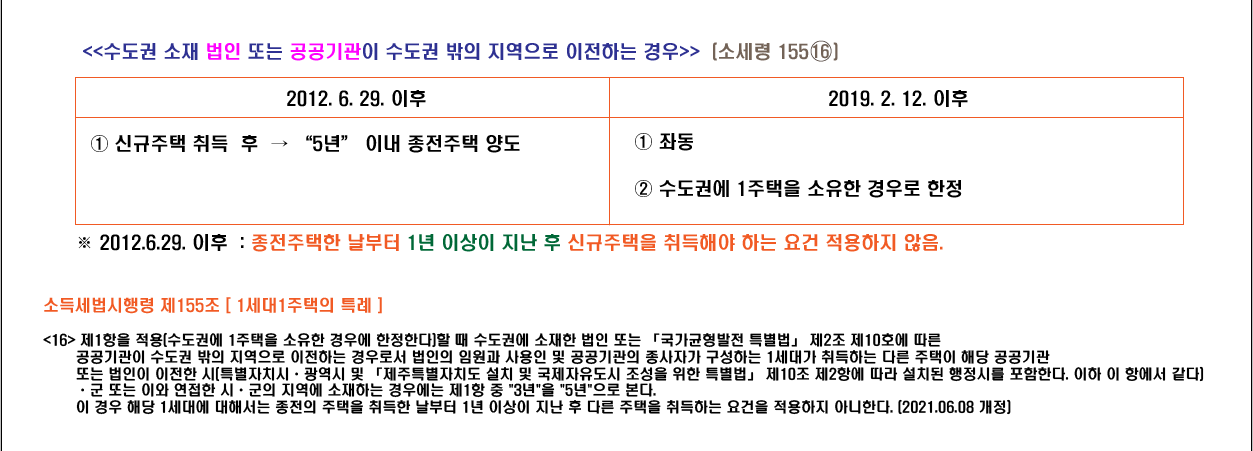 <<수도권 소재 법인 또는 공공기관이 수도권 밖의 지역으로 이전하는 경우>> (소세령 155⑯)
2012. 6. 29. 이후
2019. 2. 12. 이후
① 신규주택 취득 후 → “5년” 이내 종전주택 양도
① 좌동
② 수도권에 1주택을 소유한 경우로 한정
※ 2012.6.29. 이후 : 종전주택한 날부터 1년 이상이 지난 후 신규주택을 취득해야 하는 요건 적용하지 않음.
소득세법시행령 제155조 [ 1세대1주택의 특례 ]
<16> 제1항을 적용(수도권에 1주택을 소유한 경우에 한정한다)할 때 수도권에 소재한 법인 또는 「국가균형발전 특별법」 제2조 제10호에 따른
공공기관이 수도권 밖의 지역으로 이전하는 경우로서 법인의 임원과 사용인 및 공공기관의 종사자가 구성하는 1세대가 취득하는 다른 주택이 해당 공공기관
또는 법인이 이전한 시(특별자치시ㆍ광역시 및 「제주특별자치도 설치 및 국제자유도시 조성을 위한 특별법」 제10조 제2항에 따라 설치된 행정시를 포함한다. 이하 이 항에서 같다)
ㆍ군 또는 이와 연접한 시ㆍ군의 지역에 소재하는 경우에는 제1항 중 "3년"을 "5년"으로 본다.
이 경우 해당 1세대에 대해서는 종전의 주택을 취득한 날부터 1년 이상이 지난 후 다른 주택을 취득하는 요건을 적용하지 아니한다. (2021.06.08 개정)